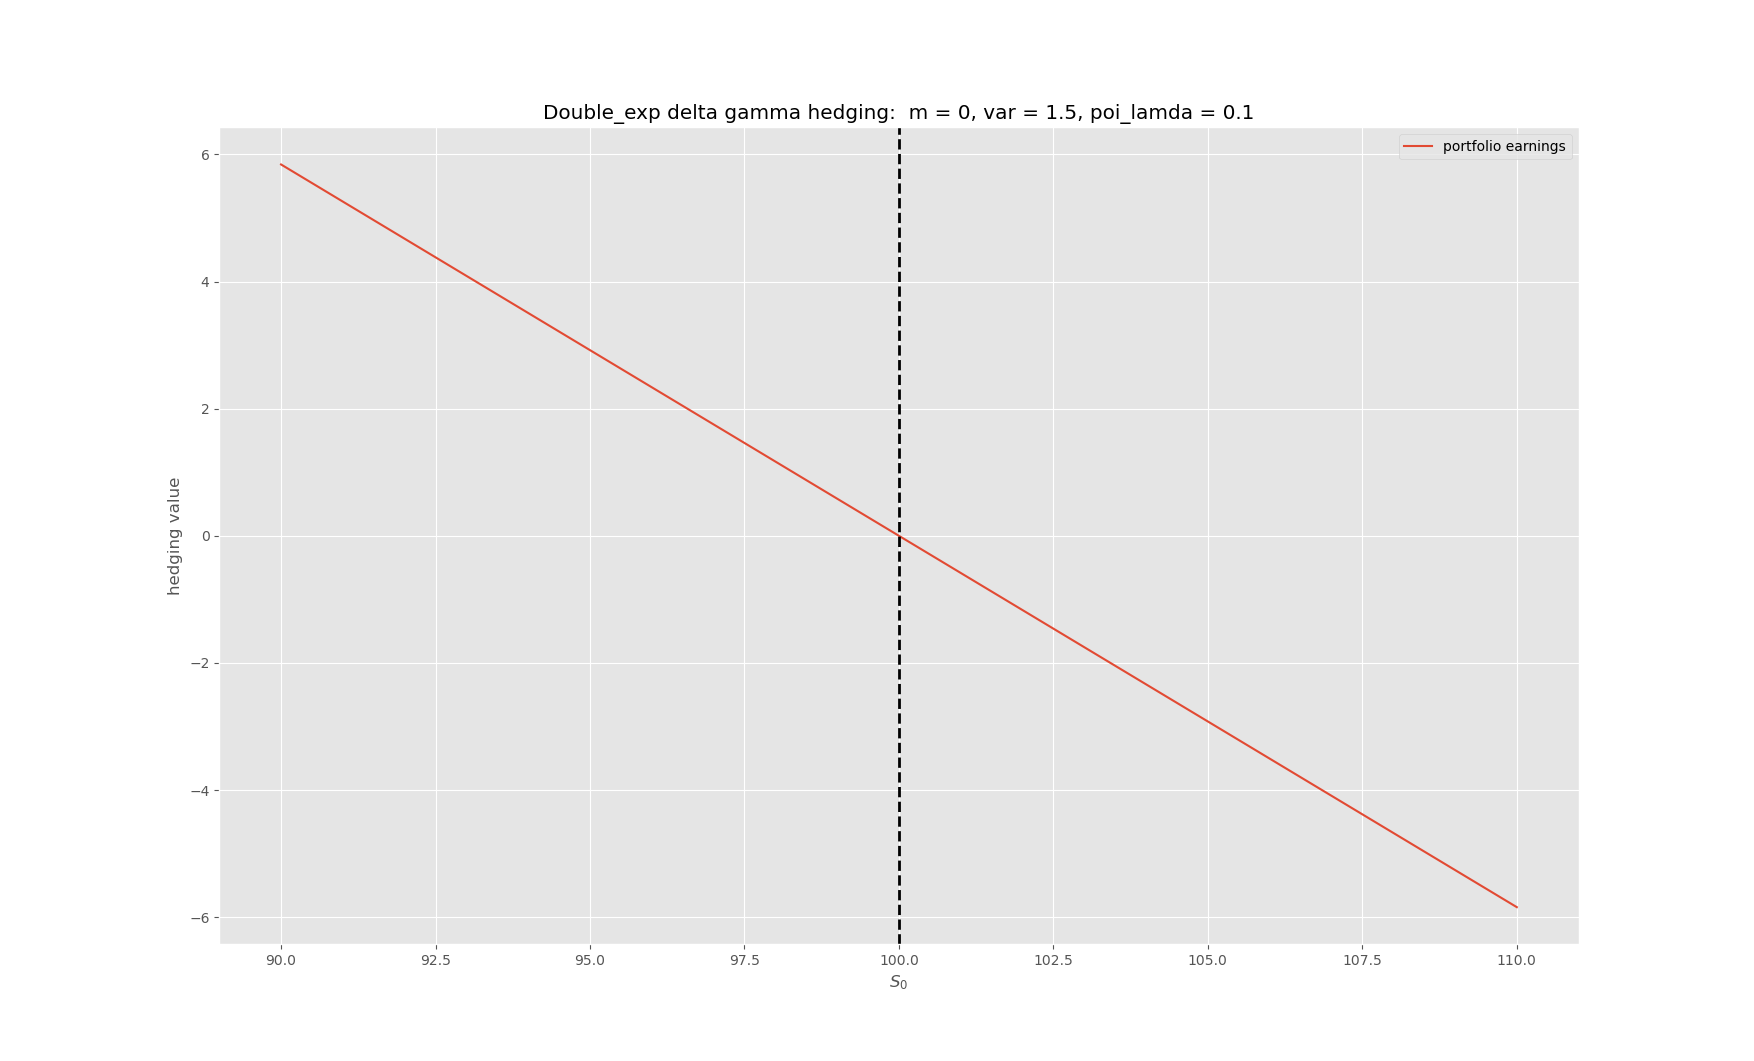 Double_exp delta gamma hedging:  m = 0, var = 1.5, poi_lamda = 0.1
portfolio earnings
hedging value
6
4
2
0
−2
−4
−6
90.0 92.5 95.0 97.5 100.0 102.5 105.0 107.5 110.0
S₀